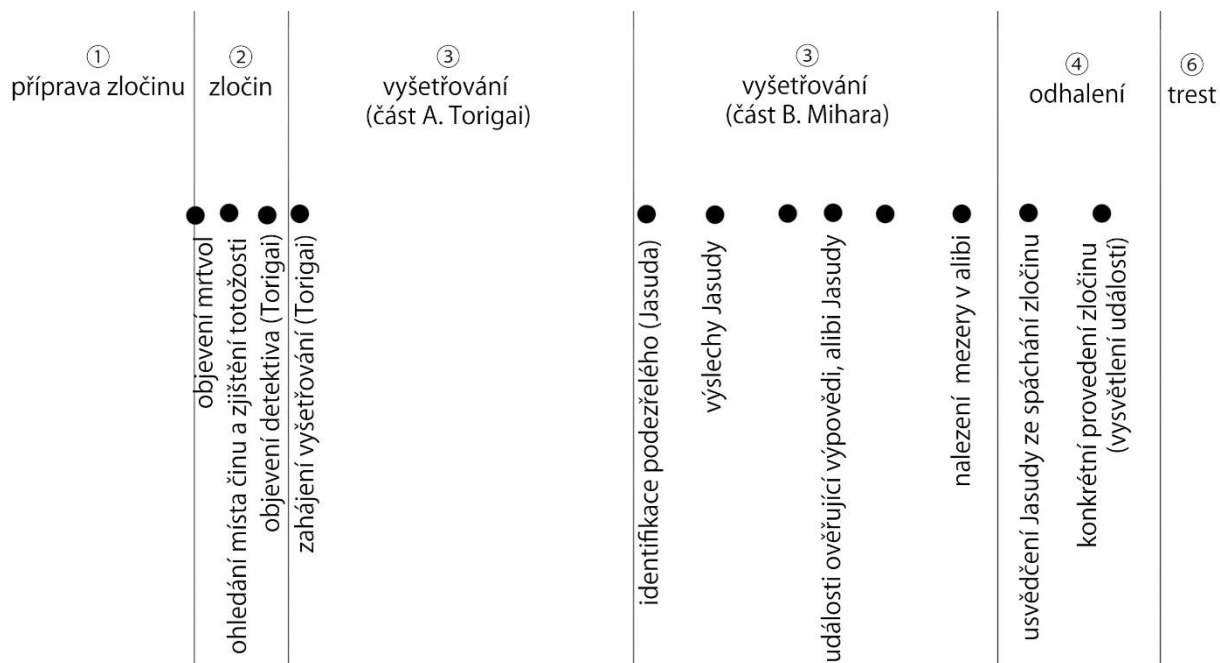 ①
příprava zločinu
②
zločin
③
vyšetřování
(část A. Torigai)
③
vyšetřování
(část B. Mihara)
④
odhalení
⑥
trest
objevení mrtvol
ohledání místa činu a zjištění totožosti
objevení detektiva (Torigai)
zahájení vyšetřování (Torigai)
identifikace podezřelého (Jasuda)
výslechy Jasudy
události ověřující výpovědi, alibi Jasudy
nalezení mezery v alibi
usvědčení Jasudy ze spáchání zločinu
konkrétní provedení zločinu
(vysvětlení událostí)